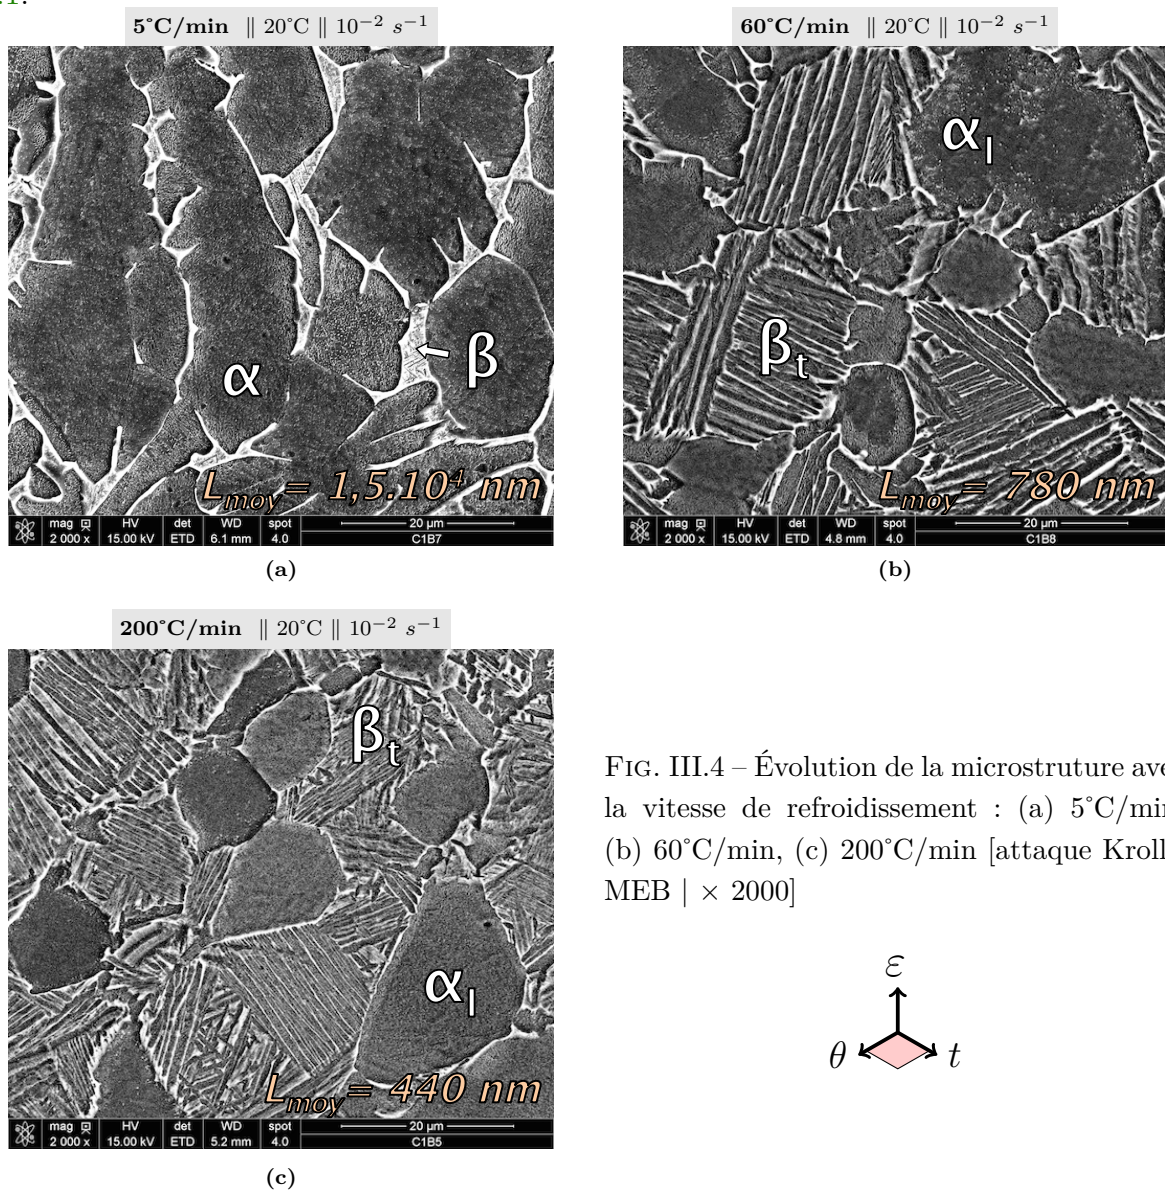 5°C/min ∥ 20°C ∥ 10⁻² s⁻¹
α
β
L_moy = 1,5.10⁴ nm
mag HV det WD spot 20 µm
2 000 x 15.00 kV ETD 6.1 mm 4.0 C1B7
(a)
60°C/min ∥ 20°C ∥ 10⁻² s⁻¹
α_I
β_t
L_moy = 780 nm
mag HV det WD spot 20 µm
2 000 x 15.00 kV ETD 4.8 mm 4.0 C1B8
(b)
200°C/min ∥ 20°C ∥ 10⁻² s⁻¹
β_t
α_I
L_moy = 440 nm
mag HV det WD spot 20 µm
2 000 x 15.00 kV ETD 5.2 mm 4.0 C1B5
(c)
FIG. III.4 – Évolution de la microstruture ave
la vitesse de refroidissement : (a) 5°C/min
(b) 60°C/min, (c) 200°C/min [attaque Kroll
MEB | × 2000]
ε
θ t